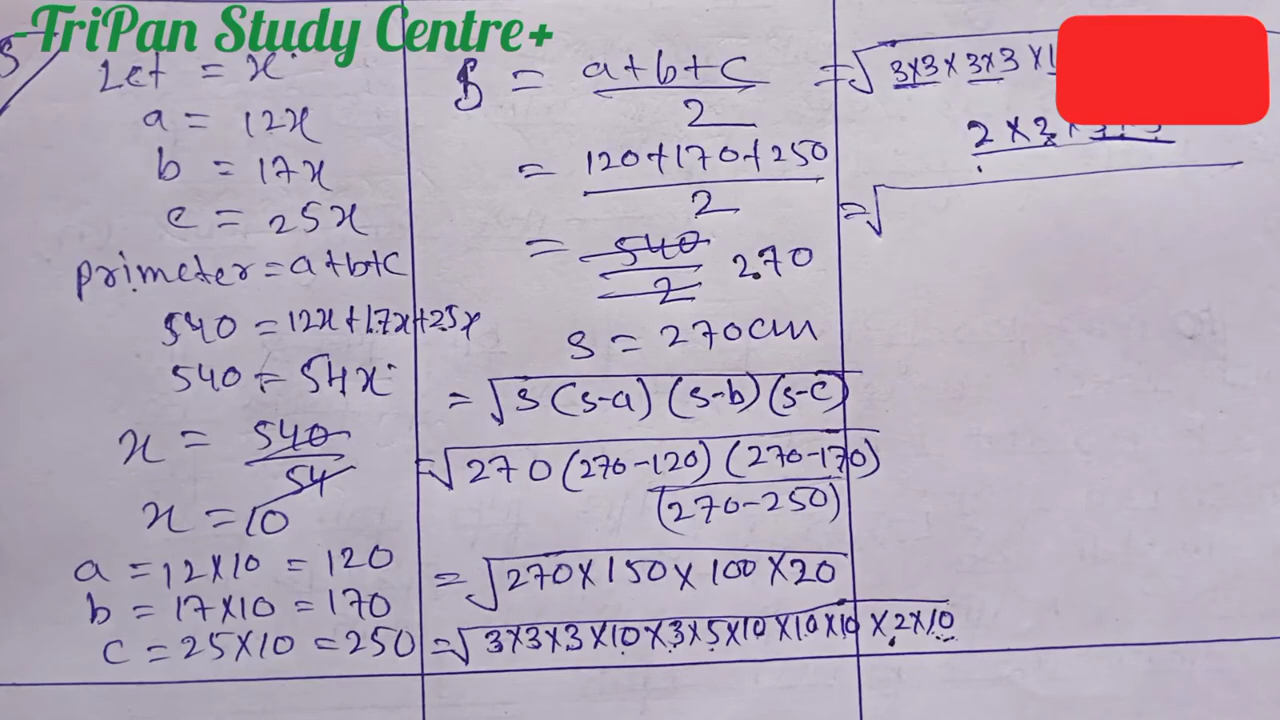 -TriPan Study Centre+
Let = x
a = 12x
b = 17x
c = 25x
primeter = a+b+c
540 = 12x+17x+25x
540 = 54x
x = 540/54
x = 10
a = 12×10 = 120
b = 17×10 = 170
c = 25×10 = 250
S = a+b+c
2
= 120+170+250
2
= 540
2 270
s = 270cm
= √s(s-a)(s-b)(s-c)
= √270(270-120)(270-170)
(270-250)
= √270×150×100×20
= √3×3×3×10×3×5×10×10×10×2×10
= √3×3×3×3×1
2×
= √